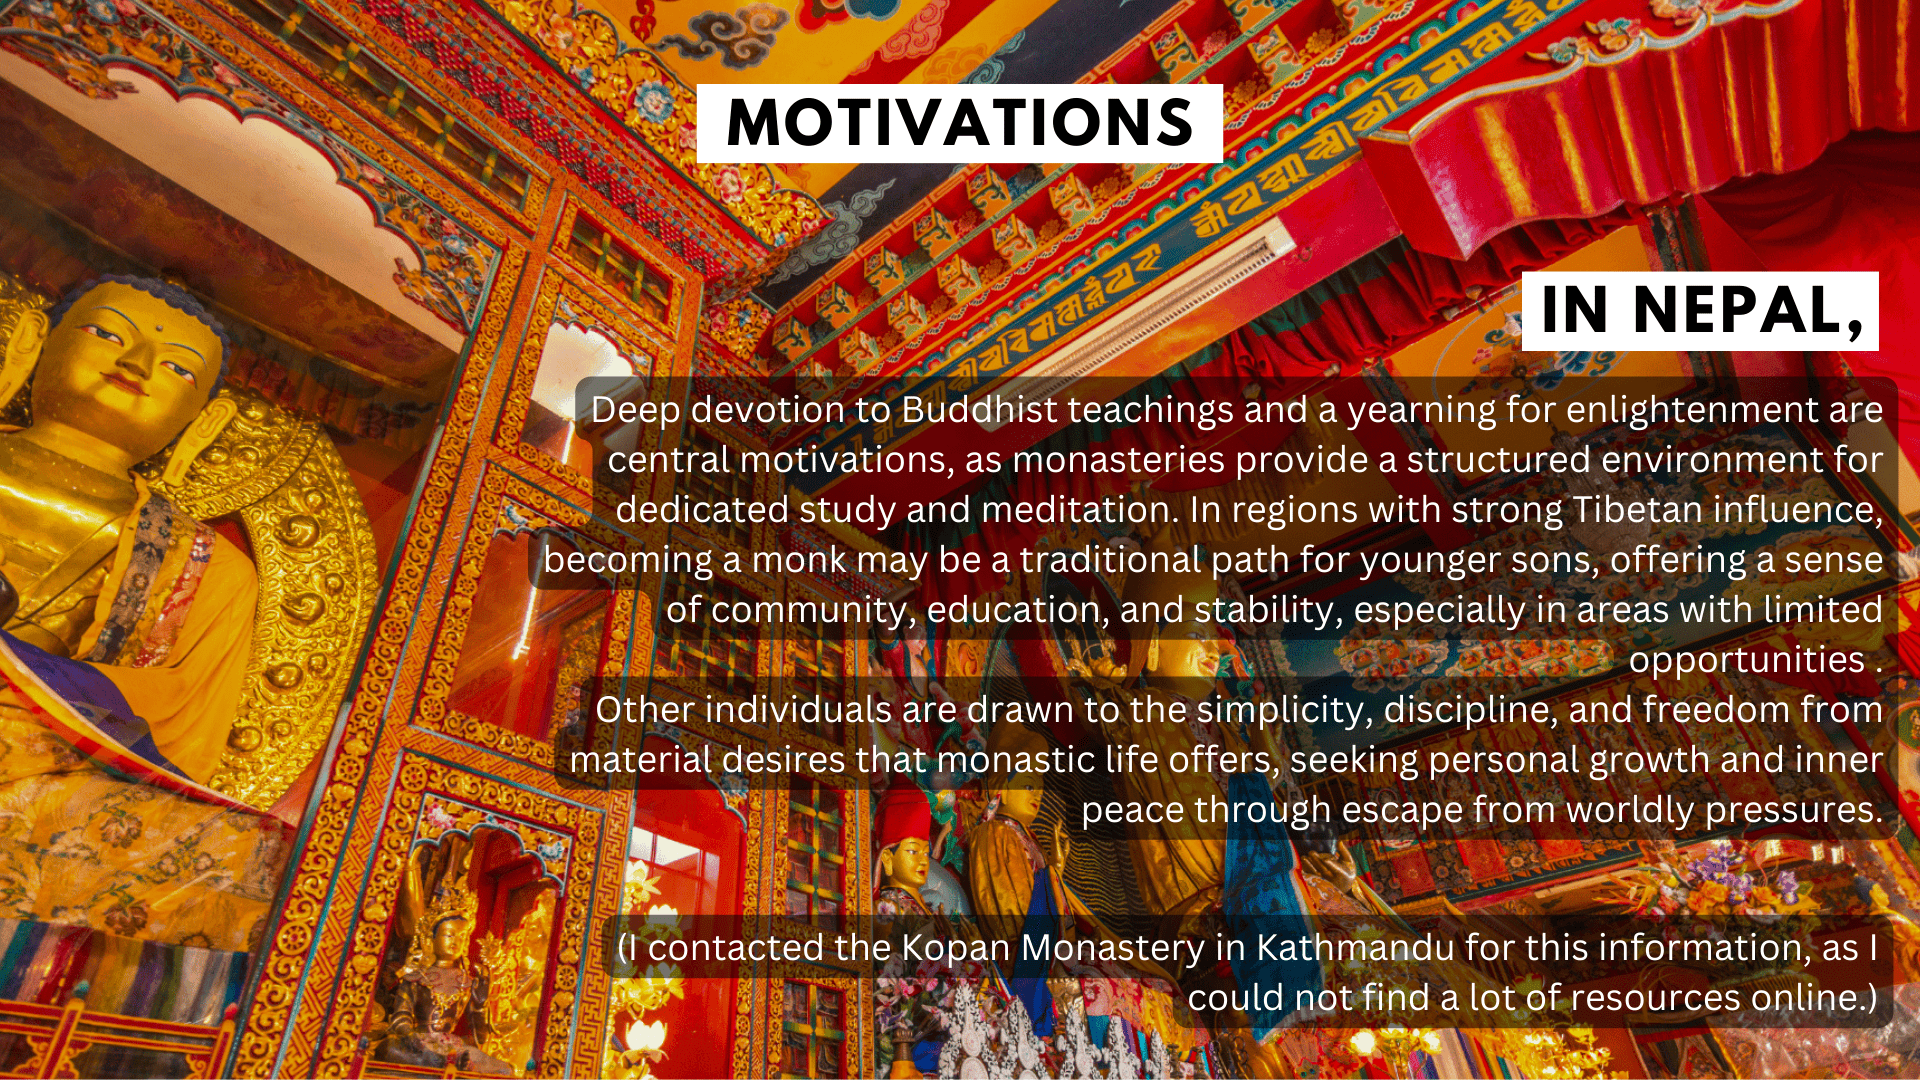 MOTIVATIONS
IN NEPAL,
Deep devotion to Buddhist teachings and a yearning for enlightenment are
central motivations, as monasteries provide a structured environment for
dedicated study and meditation. In regions with strong Tibetan influence,
becoming a monk may be a traditional path for younger sons, offering a sense
of community, education, and stability, especially in areas with limited
opportunities .
Other individuals are drawn to the simplicity, discipline, and freedom from
material desires that monastic life offers, seeking personal growth and inner
peace through escape from worldly pressures.
(I contacted the Kopan Monastery in Kathmandu for this information, as I
could not find a lot of resources online.)